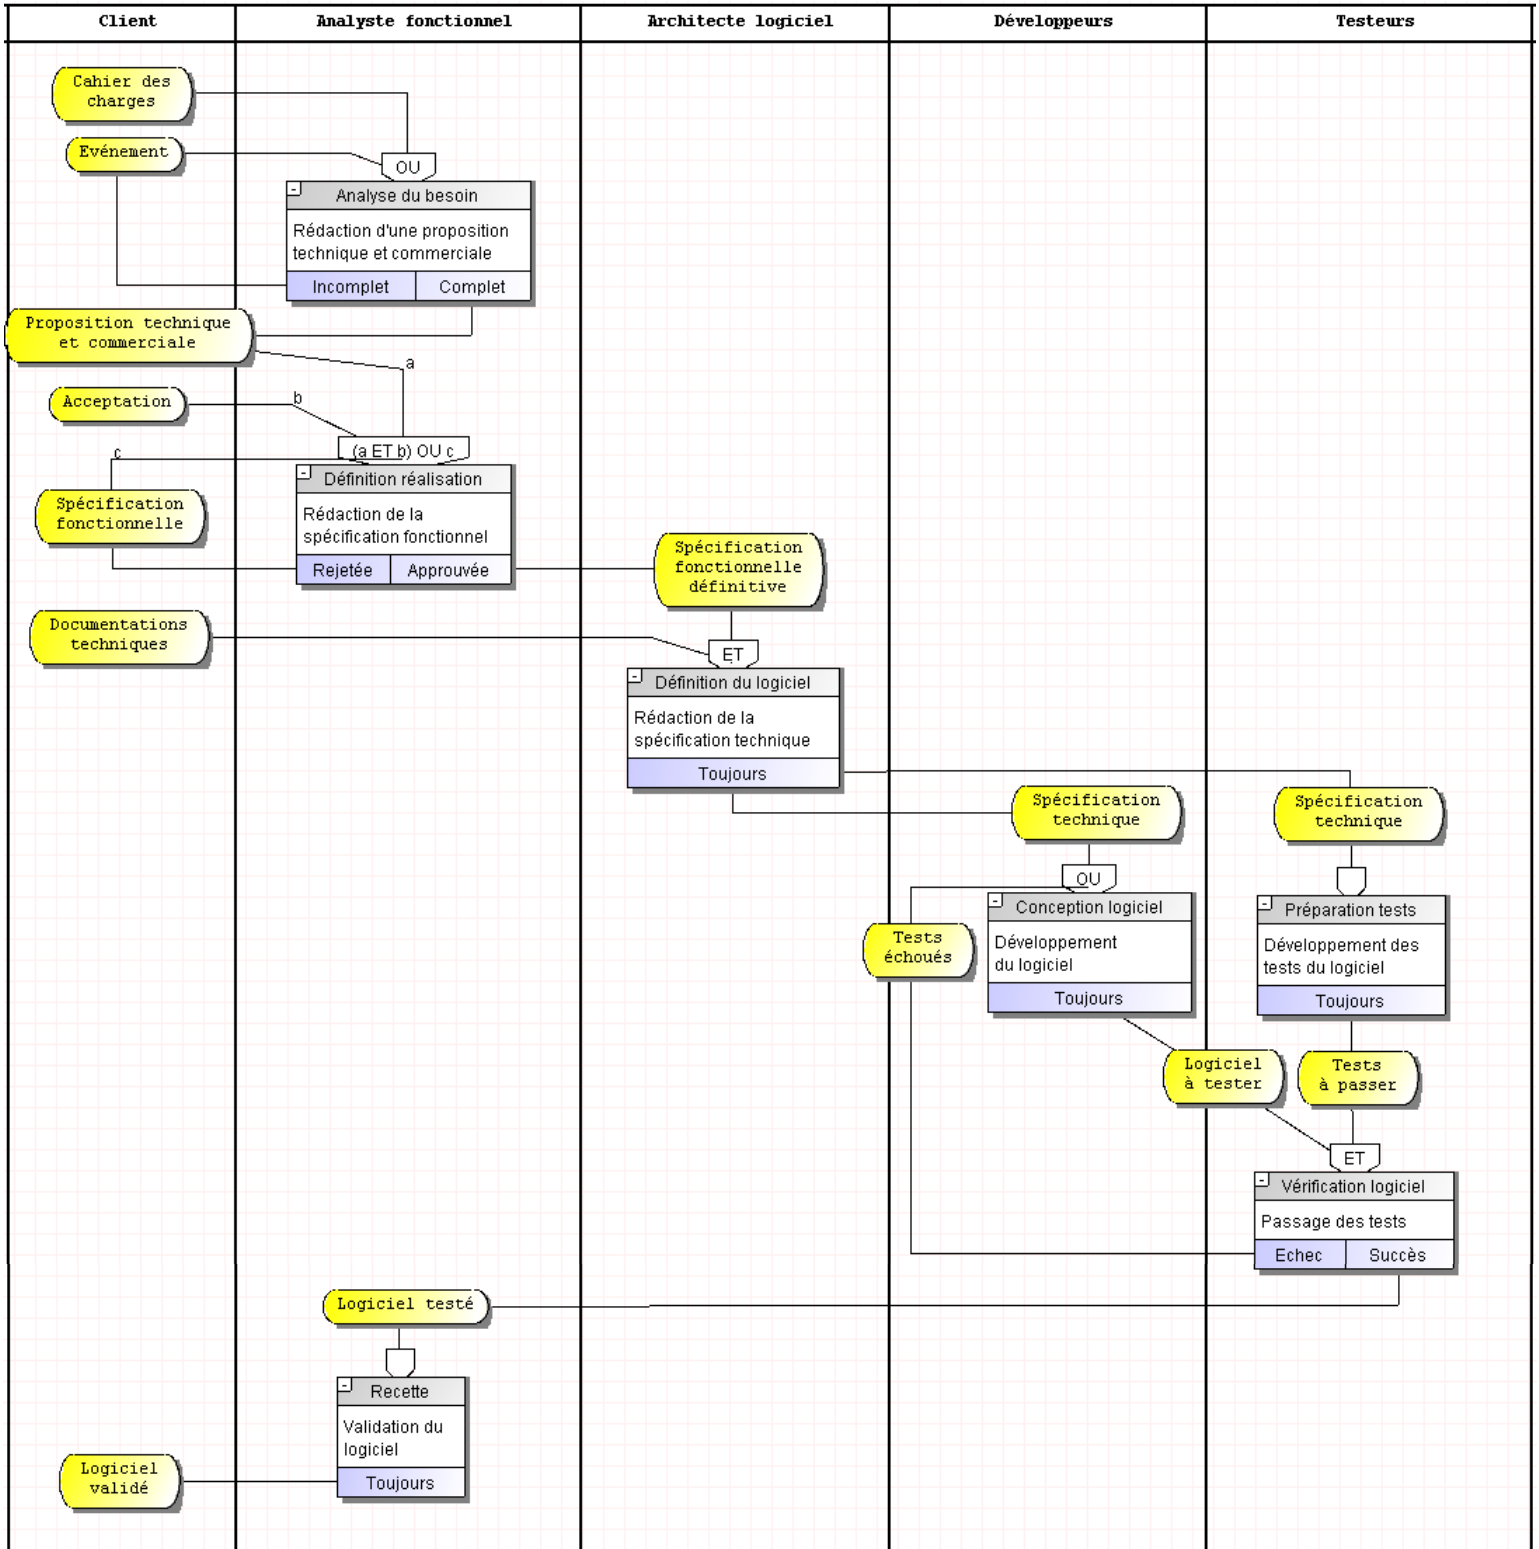 Client
Analyste fonctionnel
Architecte logiciel
Développeurs
Testeurs
Cahier des
charges
Evénement
OU
Analyse du besoin
Rédaction d'une proposition
technique et commerciale
Incomplet
Complet
Proposition technique
et commerciale
a
Acceptation
b
(a ET b) OU c
c
Définition réalisation
Spécification
fonctionnelle
Rédaction de la
spécification fonctionnel
Rejetée
Approuvée
Spécification
fonctionnelle
définitive
Documentations
techniques
ET
Définition du logiciel
Rédaction de la
spécification technique
Toujours
Spécification
technique
Spécification
technique
OU
Conception logiciel
Développement
du logiciel
Toujours
Préparation tests
Développement des
tests du logiciel
Toujours
Tests
échoués
Logiciel
à tester
Tests
à passer
ET
Vérification logiciel
Passage des tests
Echec
Succès
Logiciel testé
Recette
Validation du
logiciel
Toujours
Logiciel
validé